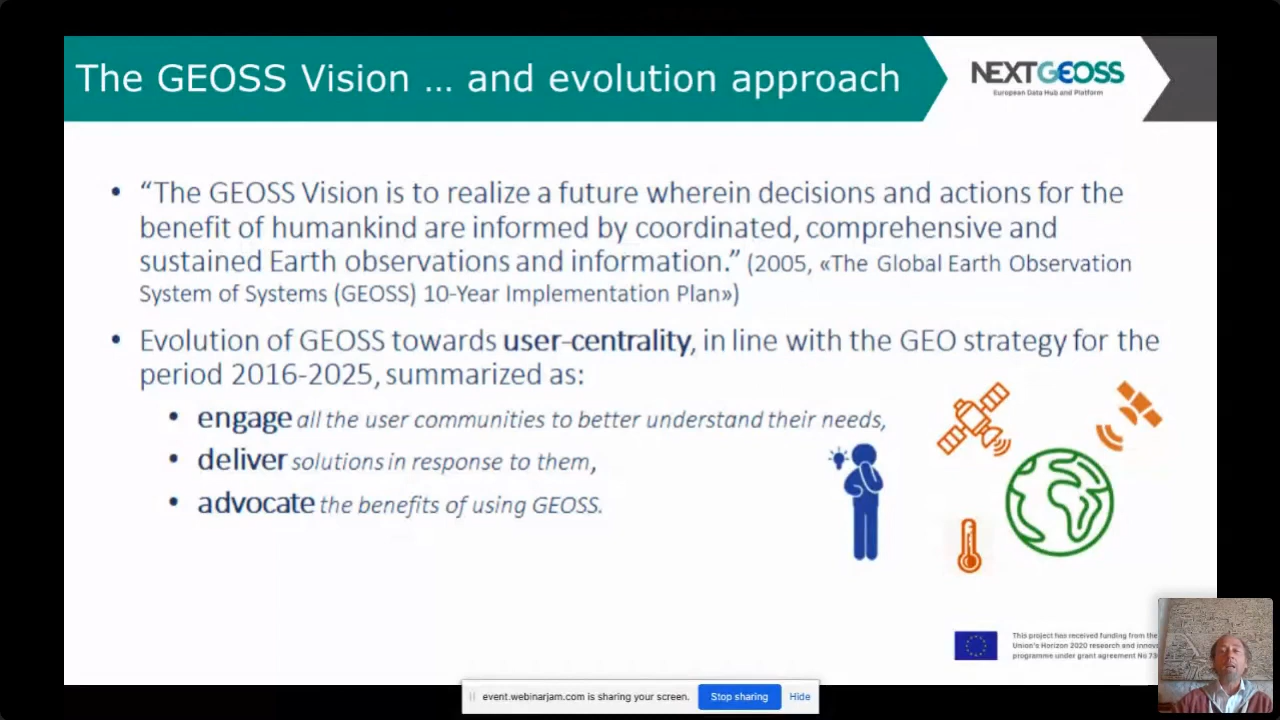 The GEOSS Vision ... and evolution approach
NEXTGEOSS
European Data Hub and Platform
• “The GEOSS Vision is to realize a future wherein decisions and actions for the
benefit of humankind are informed by coordinated, comprehensive and
sustained Earth observations and information.” (2005, «The Global Earth Observation
System of Systems (GEOSS) 10-Year Implementation Plan»)
• Evolution of GEOSS towards user-centrality, in line with the GEO strategy for the
period 2016-2025, summarized as:
• engage all the user communities to better understand their needs,
• deliver solutions in response to them,
• advocate the benefits of using GEOSS.
This project has received funding from the
Union's Horizon 2020 research and
programme under grant agreement No
event.webinarjam.com is sharing your screen.
Stop sharing
Hide